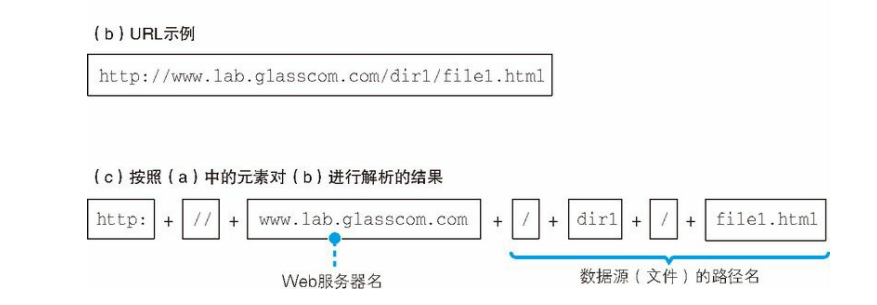 (b)URL示例
http://www.lab.glasscom.com/dir1/file1.html
(c)按照(a)中的元素对(b)进行解析的结果
http: + // + www.lab.glasscom.com + / + dir1 + / + file1.html
Web服务器名
数据源(文件)的路径名